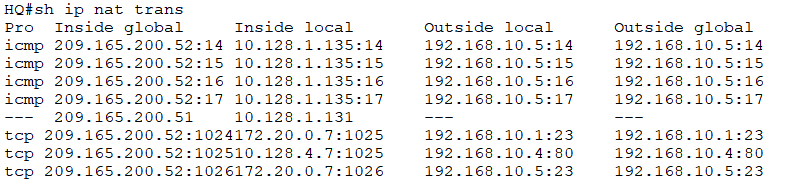 HQ#sh ip nat trans
Pro  Inside global     Inside local       Outside local      Outside global
icmp 209.165.200.52:14 10.128.1.135:14    192.168.10.5:14    192.168.10.5:14
icmp 209.165.200.52:15 10.128.1.135:15    192.168.10.5:15    192.168.10.5:15
icmp 209.165.200.52:16 10.128.1.135:16    192.168.10.5:16    192.168.10.5:16
icmp 209.165.200.52:17 10.128.1.135:17    192.168.10.5:17    192.168.10.5:17
---  209.165.200.51    10.128.1.131       ---                ---
tcp 209.165.200.52:1024172.20.0.7:1025    192.168.10.1:23    192.168.10.1:23
tcp 209.165.200.52:102510.128.4.7:1025    192.168.10.4:80    192.168.10.4:80
tcp 209.165.200.52:1026172.20.0.7:1026    192.168.10.5:23    192.168.10.5:23